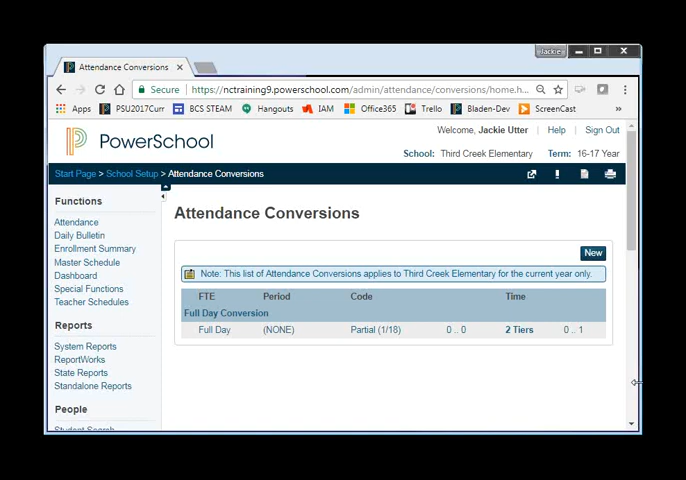 Jackie
Attendance Conversions
Secure https://nctraining9.powerschool.com/admin/attendance/conversions/home.h...
Apps PSU2017Curr BCS STEAM Hangouts IAM Office365 Trello Bladen-Dev ScreenCast »
PowerSchool
Welcome, Jackie Utter Help Sign Out
School: Third Creek Elementary Term: 16-17 Year
Start Page > School Setup > Attendance Conversions
Functions
Attendance
Daily Bulletin
Enrollment Summary
Master Schedule
Dashboard
Special Functions
Teacher Schedules
Reports
System Reports
ReportWorks
State Reports
Standalone Reports
People
Student Search
Attendance Conversions
New
Note: This list of Attendance Conversions applies to Third Creek Elementary for the current year only.
FTE Period Code Time
Full Day Conversion
Full Day (NONE) Partial (1/18) 0 .. 0 2 Tiers 0 .. 1